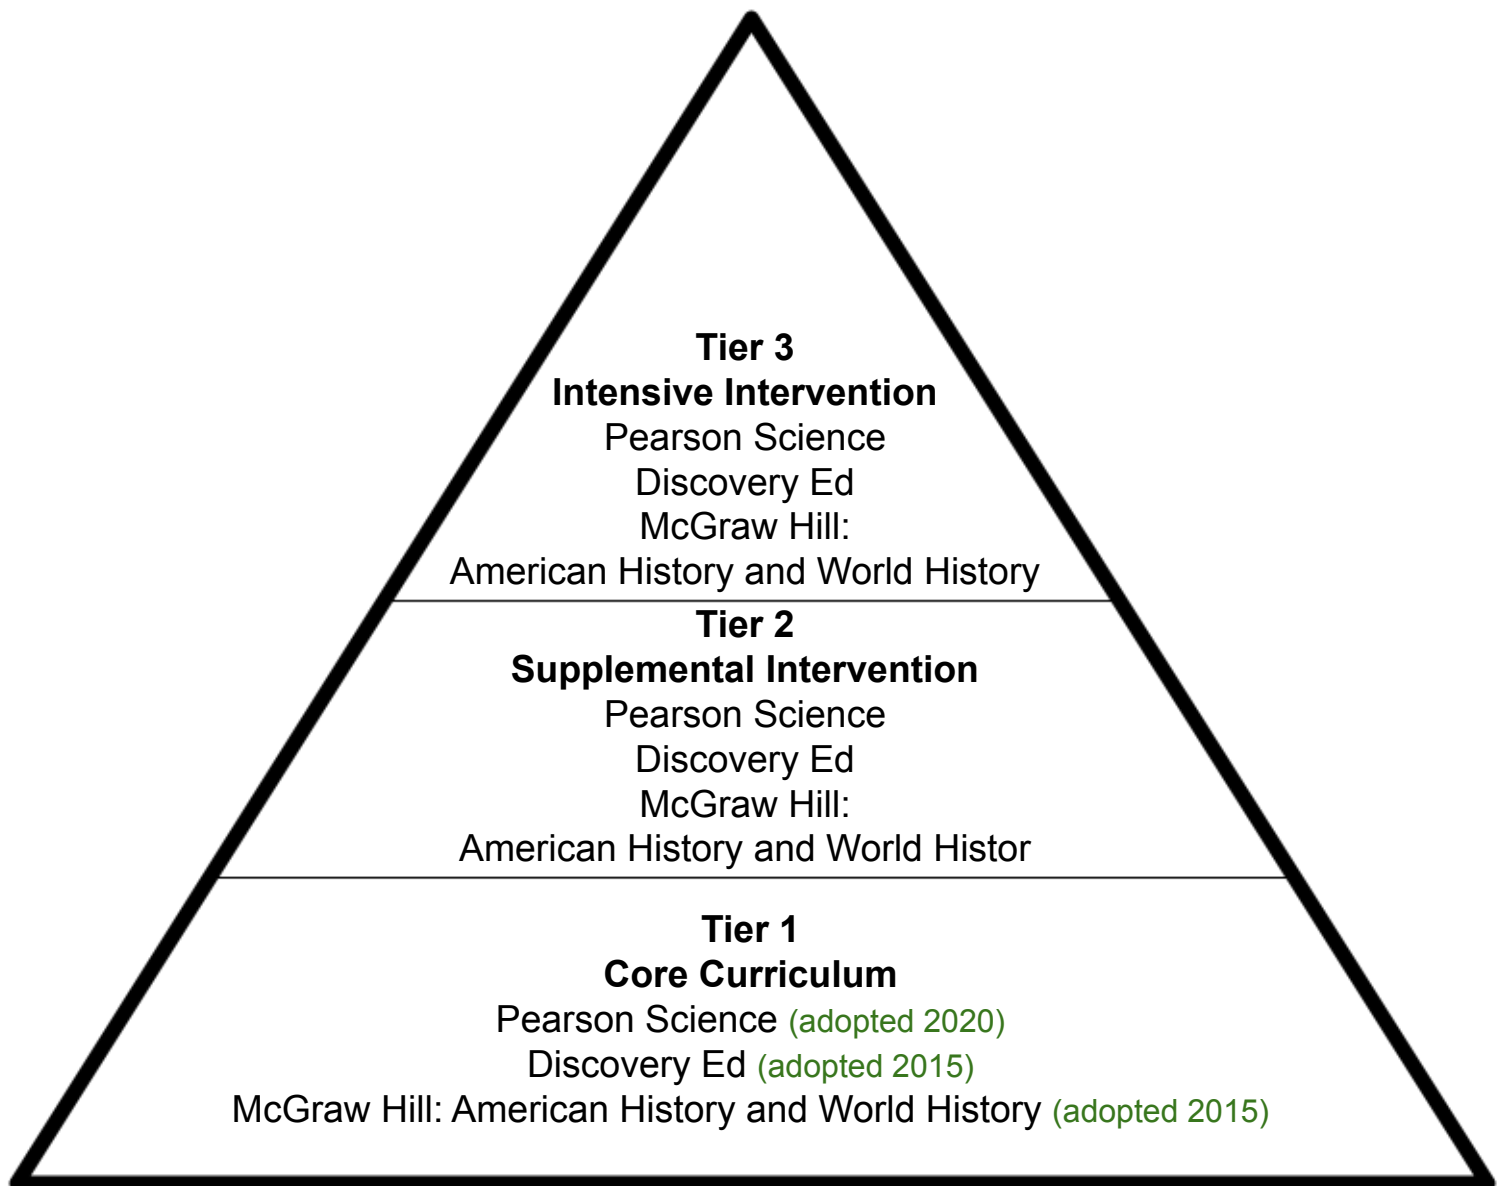 Tier 3
Intensive Intervention
Pearson Science
Discovery Ed
McGraw Hill:
American History and World History
Tier 2
Supplemental Intervention
Pearson Science
Discovery Ed
McGraw Hill:
American History and World Histor
Tier 1
Core Curriculum
Pearson Science (adopted 2020)
Discovery Ed (adopted 2015)
McGraw Hill: American History and World History (adopted 2015)